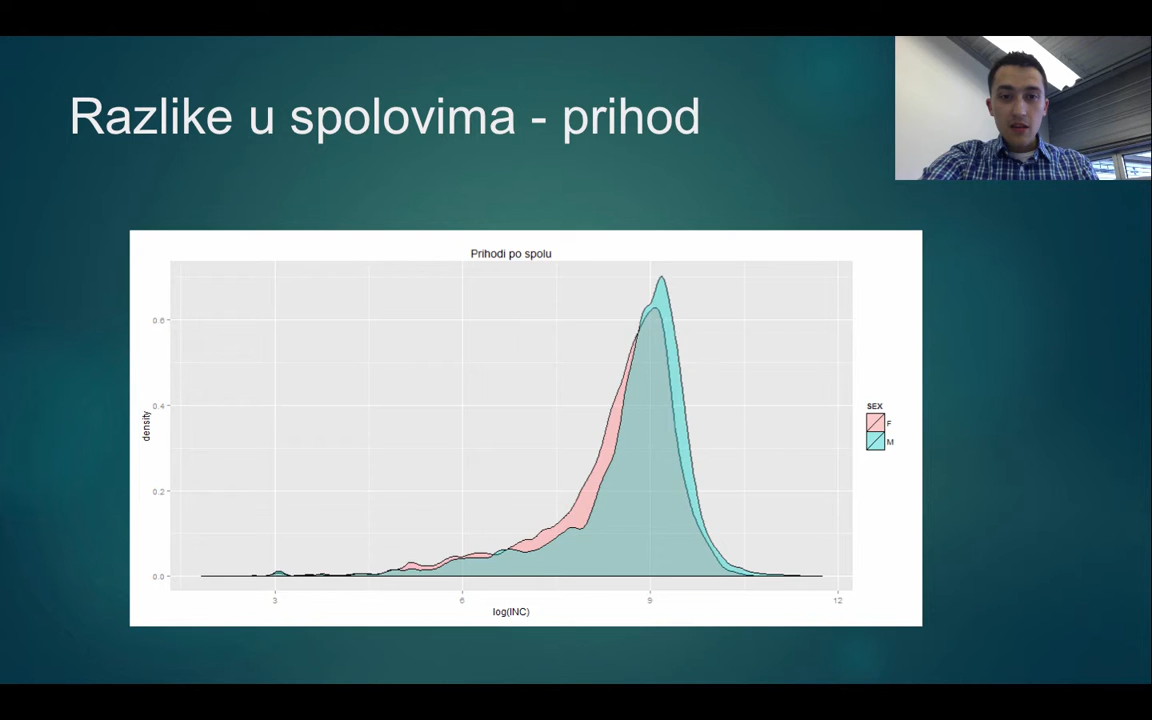 Razlike u spolovima - prihod
Prihodi po spolu
0.6
0.4
0.2
0.0
density
3
6
9
12
log(INC)
SEX
F
M